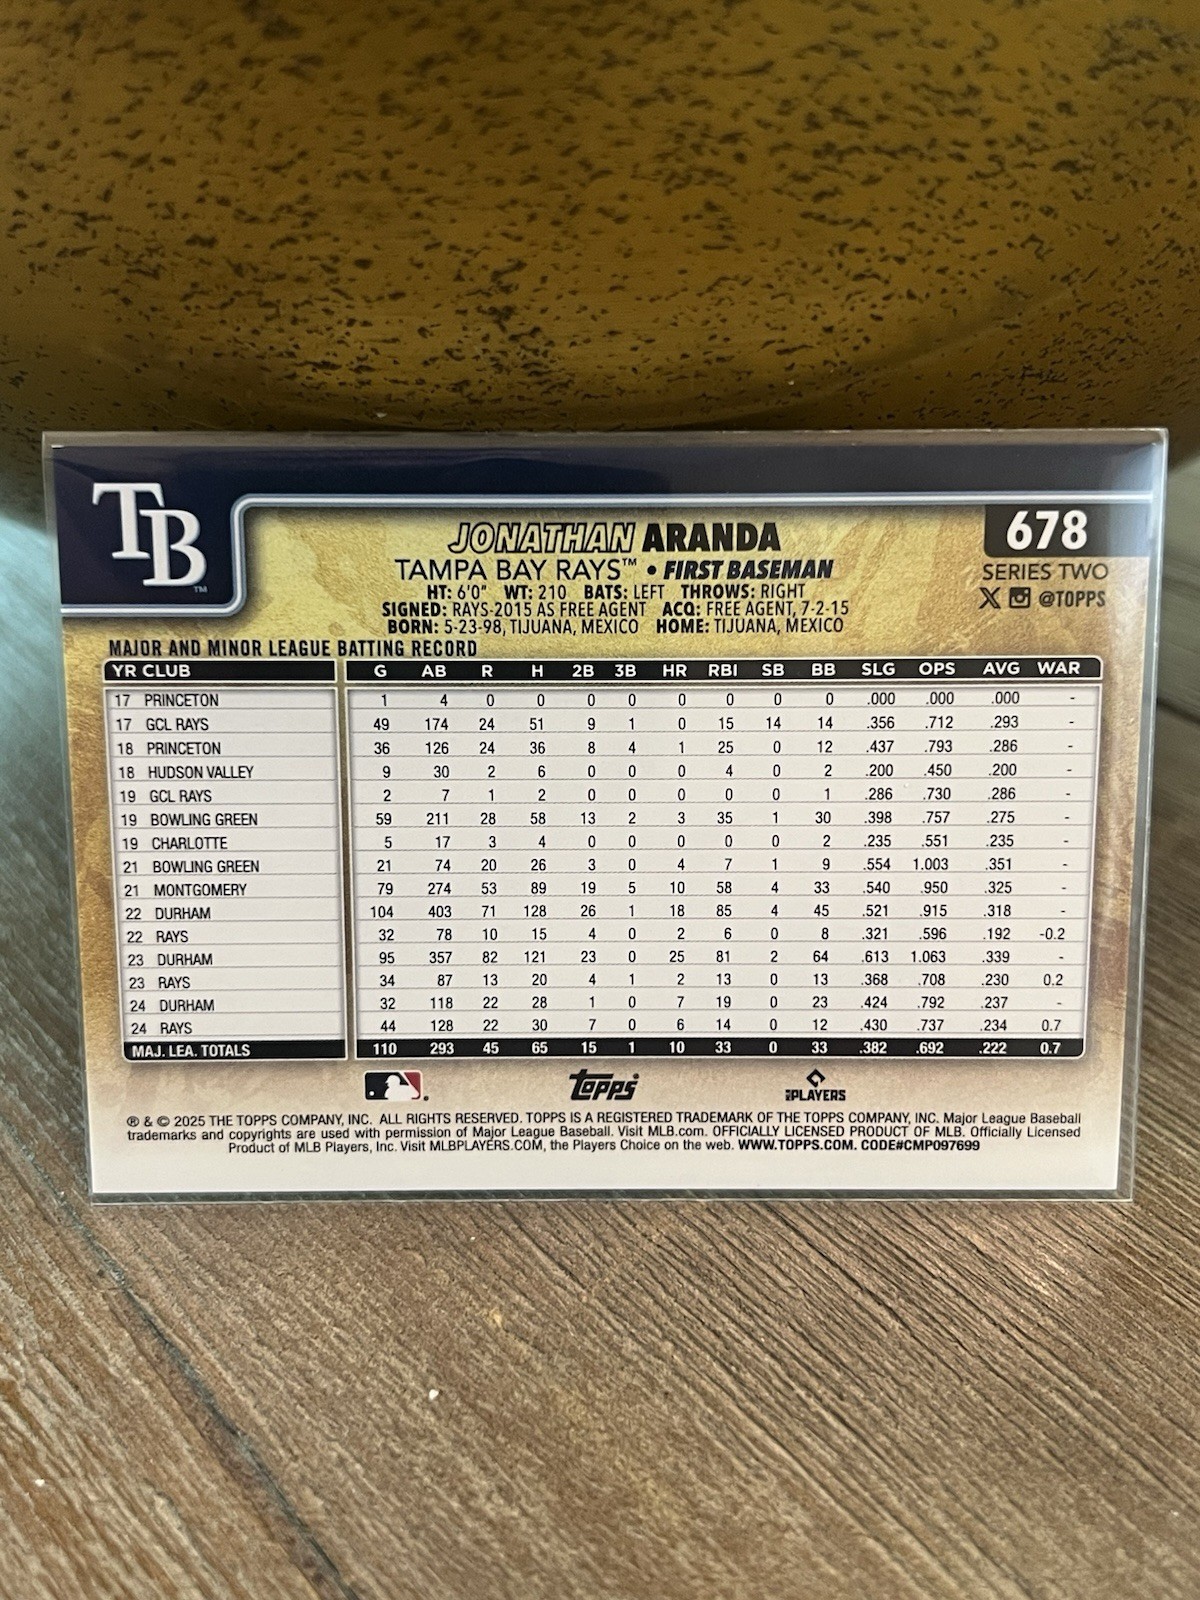 TB™
JONATHAN ARANDA
678
TAMPA BAY RAYS™ • FIRST BASEMAN
SERIES TWO
HT: 6'0" WT: 210 BATS: LEFT THROWS: RIGHT
@TOPPS
SIGNED: RAYS-2015 AS FREE AGENT ACQ: FREE AGENT, 7-2-15
BORN: 5-23-98, TIJUANA, MEXICO HOME: TIJUANA, MEXICO
MAJOR AND MINOR LEAGUE BATTING RECORD
YR CLUB G AB R H 2B 3B HR RBI SB BB SLG OPS AVG WAR
17 PRINCETON 1 4 0 0 0 0 0 0 0 0 .000 .000 .000 -
17 GCL RAYS 49 174 24 51 9 1 0 15 14 14 .356 .712 .293 -
18 PRINCETON 36 126 24 36 8 4 1 25 0 12 .437 .793 .286 -
18 HUDSON VALLEY 9 30 2 6 0 0 0 4 0 2 .200 .450 .200 -
19 GCL RAYS 2 7 1 2 0 0 0 0 0 1 .286 .730 .286 -
19 BOWLING GREEN 59 211 28 58 13 2 3 35 1 30 .398 .757 .275 -
19 CHARLOTTE 5 17 3 4 0 0 0 0 0 2 .235 .551 .235 -
21 BOWLING GREEN 21 74 20 26 3 0 4 7 1 9 .554 1.003 .351 -
21 MONTGOMERY 79 274 53 89 19 5 10 58 4 33 .540 .950 .325 -
22 DURHAM 104 403 71 128 26 1 18 85 4 45 .521 .915 .318 -
22 RAYS 32 78 10 15 4 0 2 6 0 8 .321 .596 .192 -0.2
23 DURHAM 95 357 82 121 23 0 25 81 2 64 .613 1.063 .339 -
23 RAYS 34 87 13 20 4 1 2 13 0 13 .368 .708 .230 0.2
24 DURHAM 32 118 22 28 1 0 7 19 0 23 .424 .792 .237 -
24 RAYS 44 128 22 30 7 0 6 14 0 12 .430 .737 .234 0.7
MAJ. LEA. TOTALS 110 293 45 65 15 1 10 33 0 33 .382 .692 .222 0.7
Topps PLAYERS
® & © 2025 THE TOPPS COMPANY, INC. ALL RIGHTS RESERVED. TOPPS IS A REGISTERED TRADEMARK OF THE TOPPS COMPANY, INC. Major League Baseball
trademarks and copyrights are used with permission of Major League Baseball. Visit MLB.com. OFFICIALLY LICENSED PRODUCT OF MLB. Officially Licensed
Product of MLB Players, Inc. Visit MLBPLAYERS.COM, the Players Choice on the web. WWW.TOPPS.COM. CODE#CMP097699